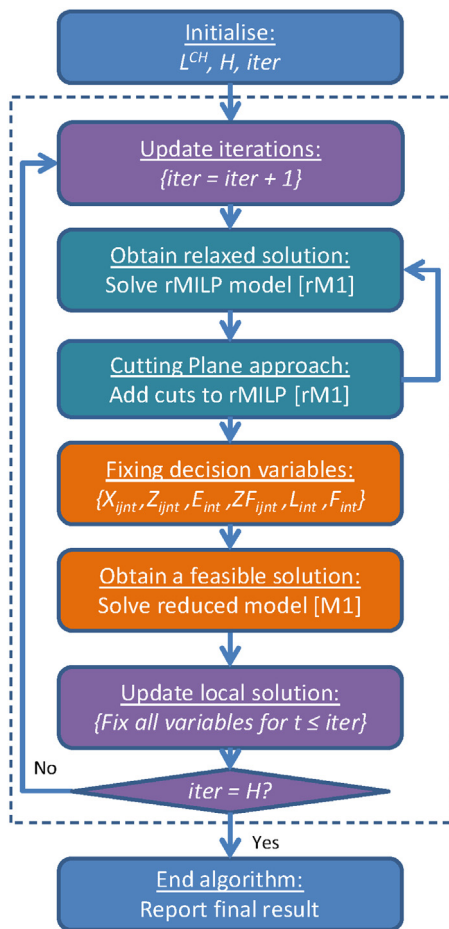 Initialise:
L^CH, H, iter
Update iterations:
{iter = iter + 1}
Obtain relaxed solution:
Solve rMILP model [rM1]
Cutting Plane approach:
Add cuts to rMILP [rM1]
Fixing decision variables:
{X_ijnt ,Z_ijnt ,E_int ,ZF_ijnt ,L_int ,F_int}
Obtain a feasible solution:
Solve reduced model [M1]
Update local solution:
{Fix all variables for t ≤ iter}
No
iter = H?
Yes
End algorithm:
Report final result